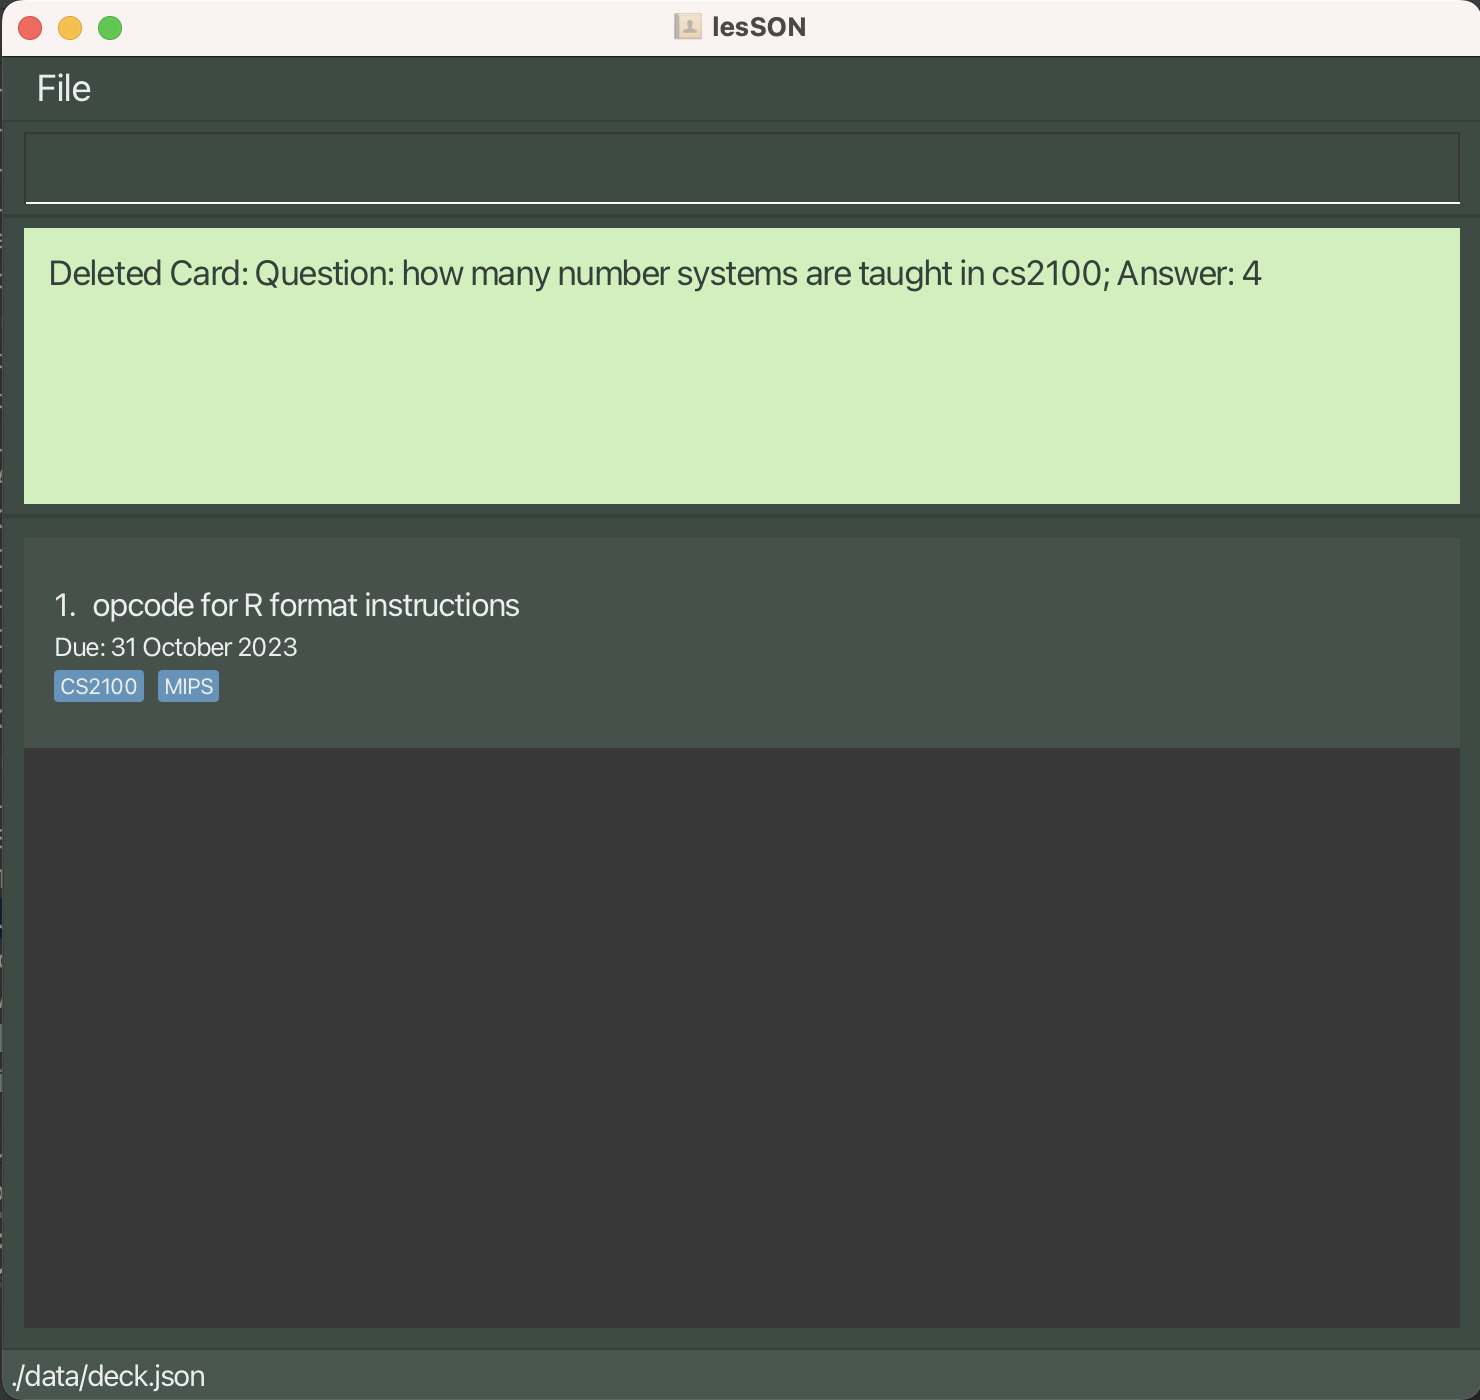 lesSON
File
Deleted Card: Question: how many number systems are taught in cs2100; Answer: 4
1. opcode for R format instructions
Due: 31 October 2023
CS2100 MIPS
./data/deck.json